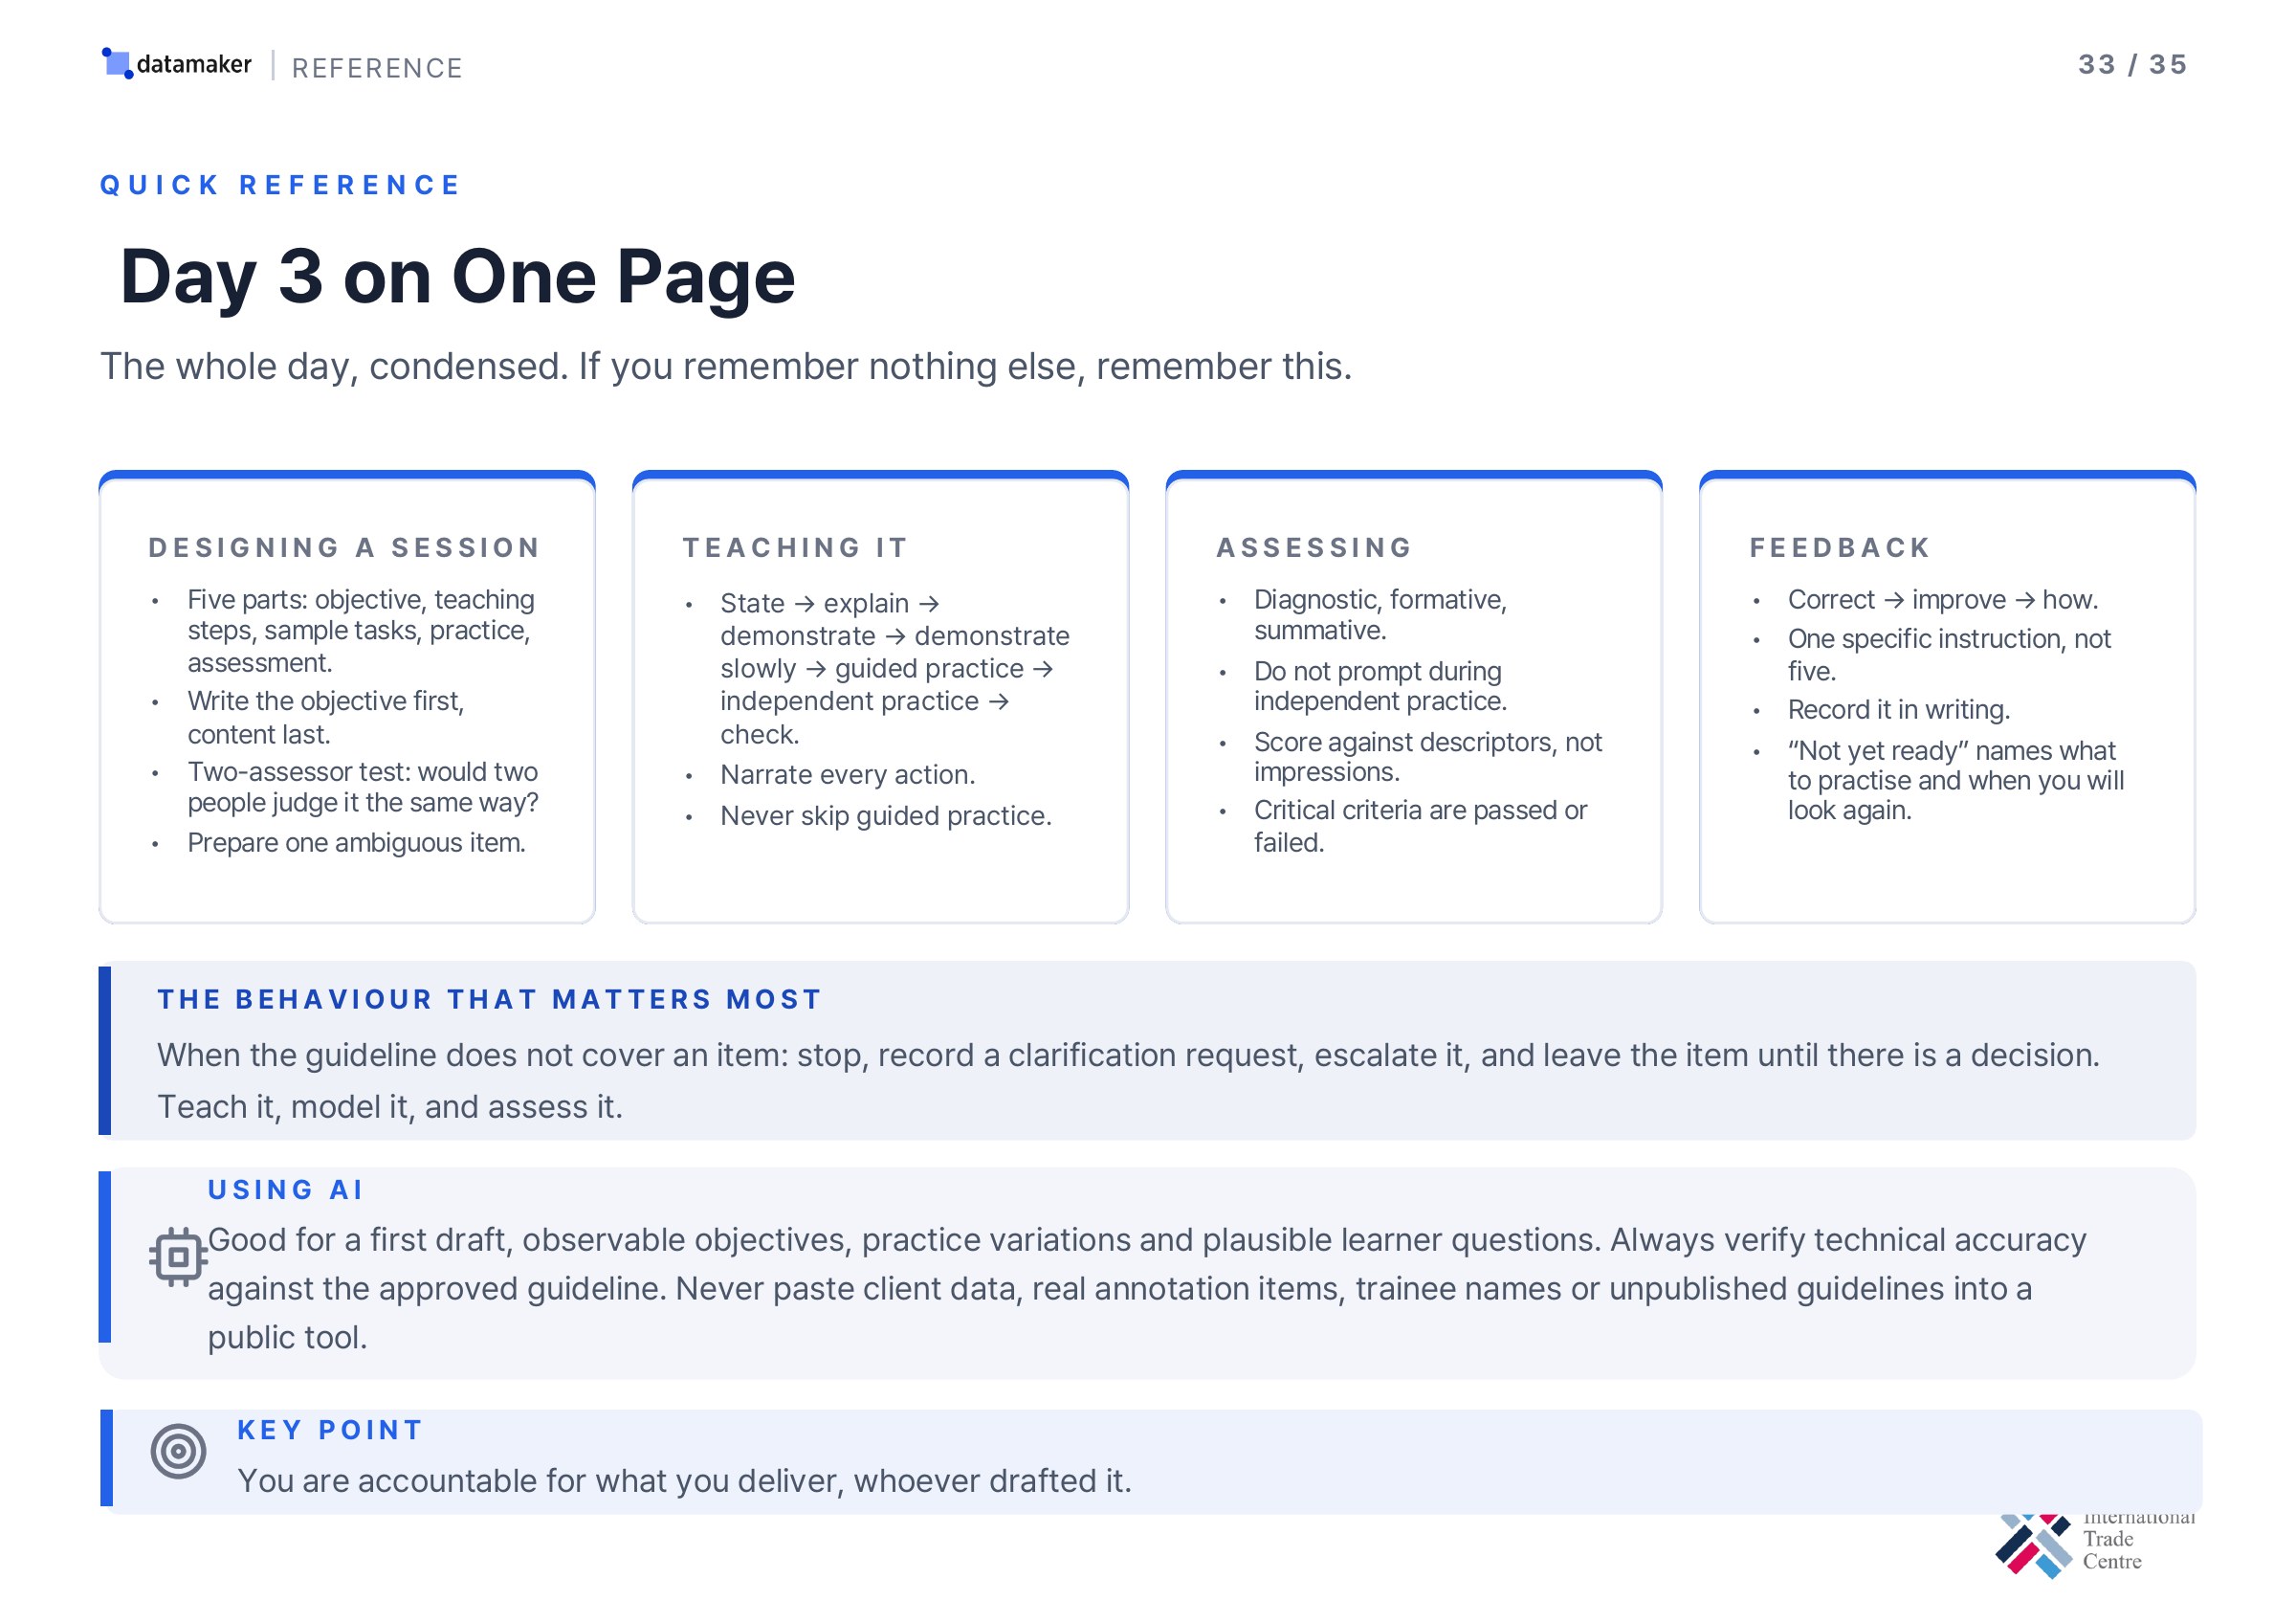 datamaker | REFERENCE
33 / 35
QUICK REFERENCE
Day 3 on One Page
The whole day, condensed. If you remember nothing else, remember this.
DESIGNING A SESSION
• Five parts: objective, teaching
steps, sample tasks, practice,
assessment.
• Write the objective first,
content last.
• Two-assessor test: would two
people judge it the same way?
• Prepare one ambiguous item.
TEACHING IT
• State → explain →
demonstrate → demonstrate
slowly → guided practice →
independent practice →
check.
• Narrate every action.
• Never skip guided practice.
ASSESSING
• Diagnostic, formative,
summative.
• Do not prompt during
independent practice.
• Score against descriptors, not
impressions.
• Critical criteria are passed or
failed.
FEEDBACK
• Correct → improve → how.
• One specific instruction, not
five.
• Record it in writing.
• “Not yet ready” names what
to practise and when you will
look again.
THE BEHAVIOUR THAT MATTERS MOST
When the guideline does not cover an item: stop, record a clarification request, escalate it, and leave the item until there is a decision.
Teach it, model it, and assess it.
USING AI
Good for a first draft, observable objectives, practice variations and plausible learner questions. Always verify technical accuracy
against the approved guideline. Never paste client data, real annotation items, trainee names or unpublished guidelines into a
public tool.
KEY POINT
You are accountable for what you deliver, whoever drafted it.
International
Trade
Centre